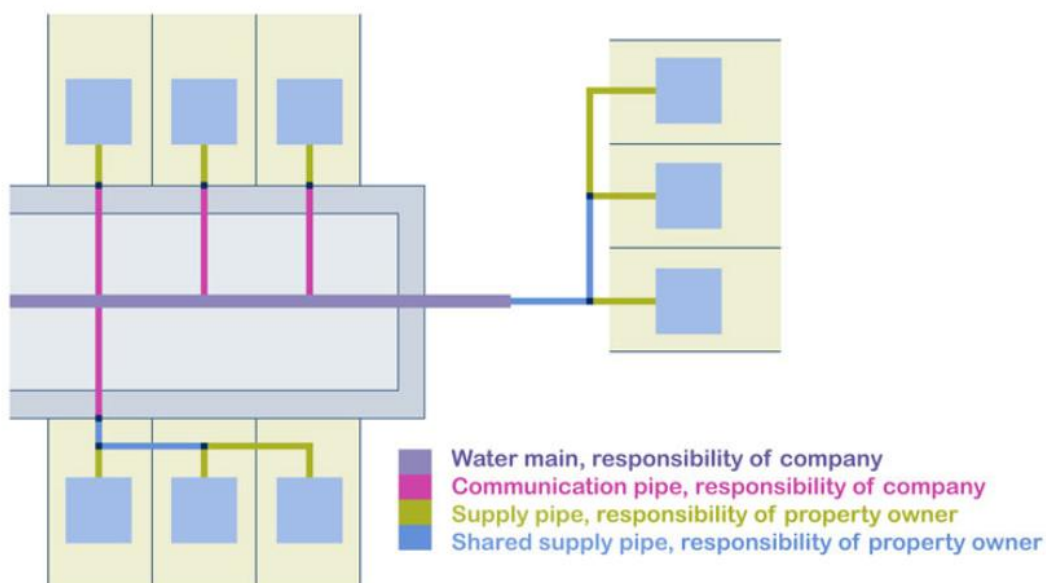 Water main, responsibility of company
Communication pipe, responsibility of company
Supply pipe, responsibility of property owner
Shared supply pipe, responsibility of property owner